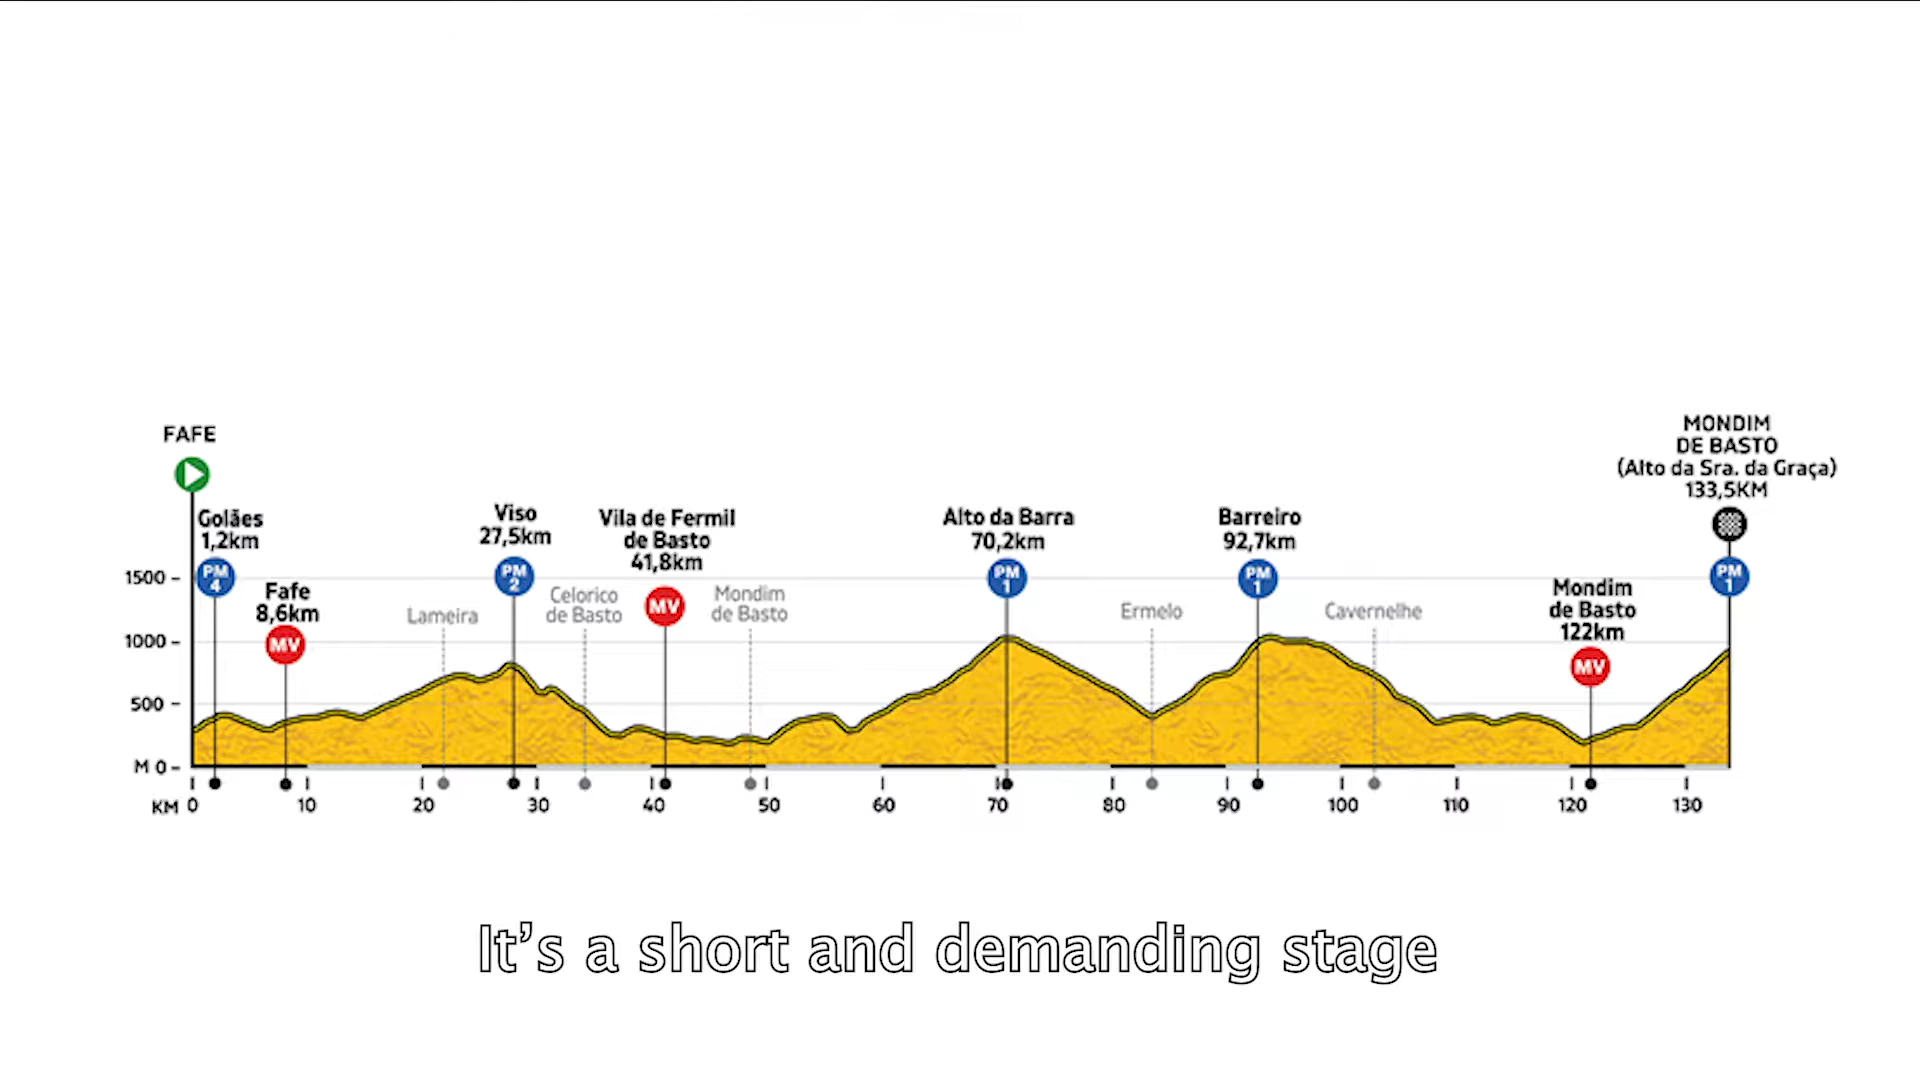 FAFE
MONDIM
DE BASTO
(Alto da Sra. da Graça)
133,5KM
Golães
1,2km
PM
4
Fafe
8,6km
MV
Lameira
Viso
27,5km
PM
2
Celorico
de Basto
Vila de Fermil
de Basto
41,8km
MV
Mondim
de Basto
Alto da Barra
70,2km
PM
1
Ermelo
Barreiro
92,7km
PM
1
Cavernelhe
Mondim
de Basto
122km
MV
PM
1
1500
1000
500
M 0
KM 0 10 20 30 40 50 60 70 80 90 100 110 120 130
It's a short and demanding stage